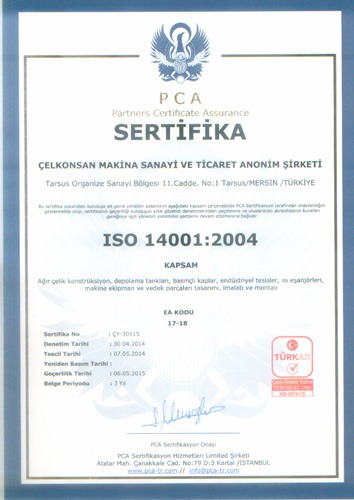 PCA
Partners Certificate Assurance
SERTİFİKA
ÇELKONSAN MAKİNA SANAYİ VE TİCARET ANONİM ŞİRKETİ
Tarsus Organize Sanayi Bölgesi 11.Cadde. No:1 Tarsus/MERSİN /TÜRKİYE
ISO 14001:2004
KAPSAM
Ağır çelik konstrüksiyon, depolama tankları, basınçlı kaplar, endüstriyel tesisler, ısı eşanjörleri,
makine ekipman ve yedek parçaları tasarımı, imalatı ve montajı
EA KODU
17-18
Sertifika No : ÇY-30115
Denetim Tarihi : 30.04.2014
Tescil Tarihi : 07.05.2014
Yeniden Basım Tarihi :
Geçerlilik Tarihi : 06.05.2015
Belge Periyodu : 3 Yıl
TÜRKAK
PCA Sertifikasyon Onayı
PCA Sertifikasyon Hizmetleri Limited Şirketi
Atalar Mah. Çanakkale Cad. No:79 D:3 Kartal /İSTANBUL
www.pca-tr.com // info@pca-tr.com